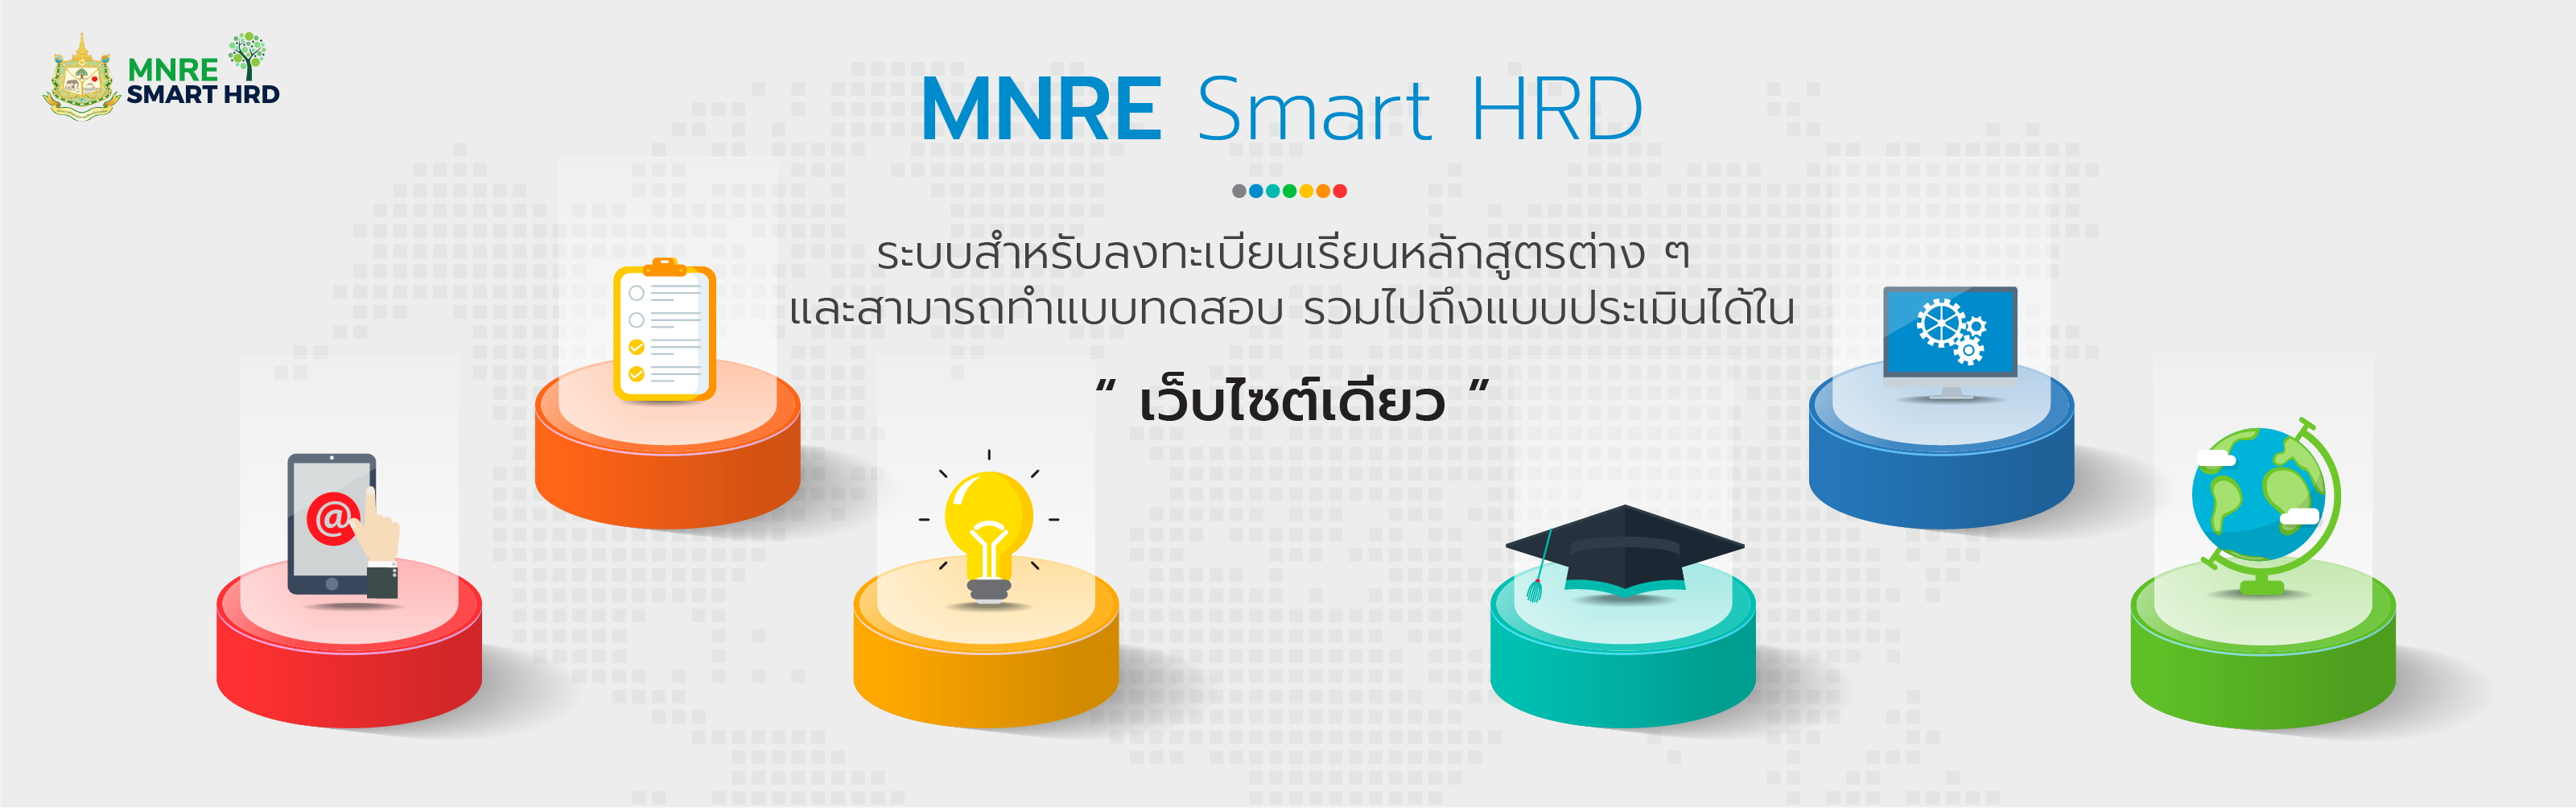 MNRE
SMART HRD
MNRE Smart HRD
ระบบสำหรับลงทะเบียนเรียนหลักสูตรต่าง ๆ
และสามารถทำแบบทดสอบ รวมไปถึงแบบประเมินได้ใน
“ เว็บไซต์เดียว ”
@